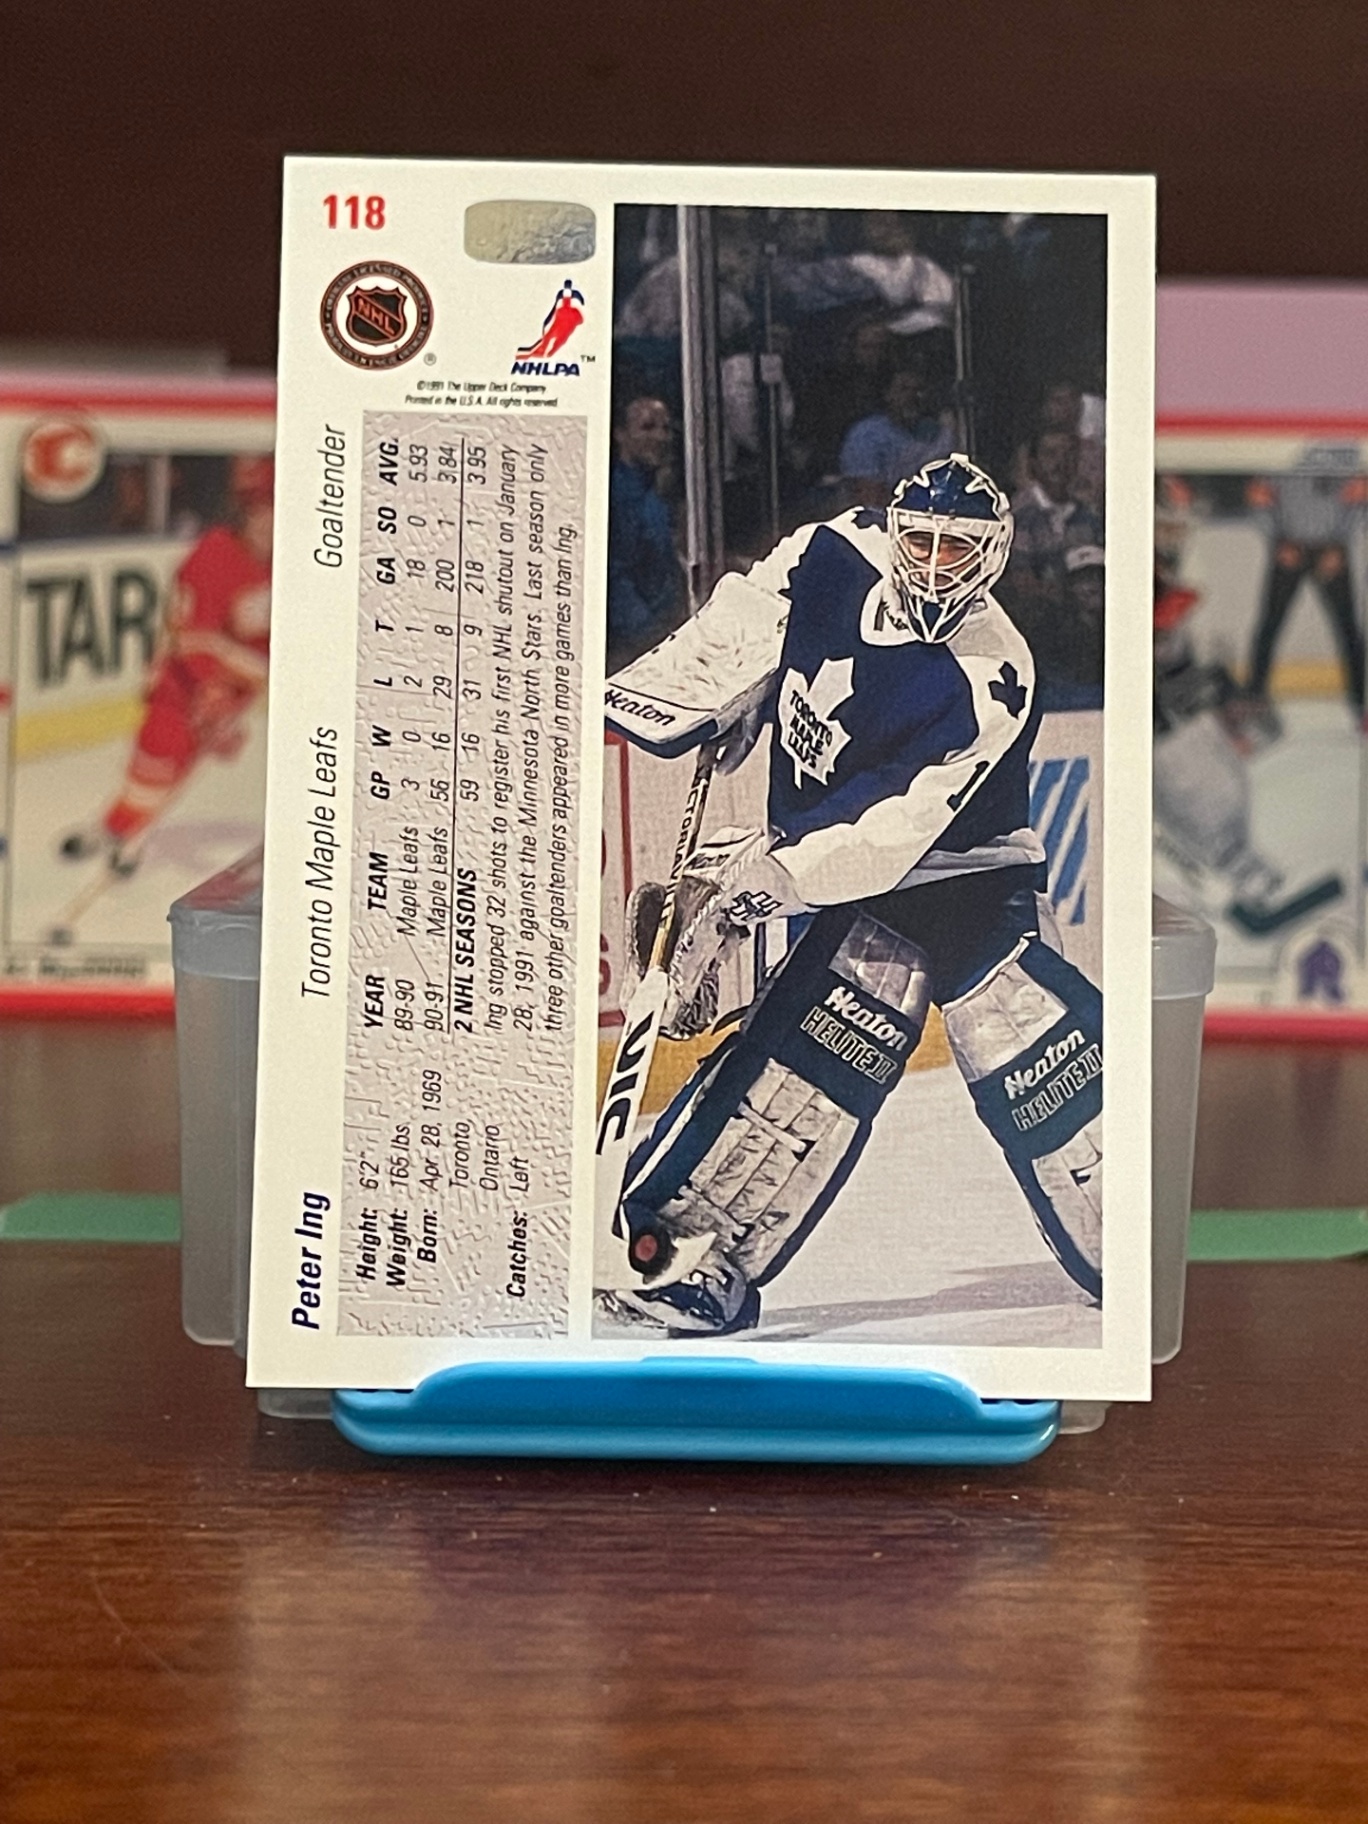 118
NHL
®
NHLPA™
©1991 The Upper Deck Company
Printed in the U.S.A. All rights reserved.
Peter Ing Toronto Maple Leafs Goaltender
Height: 6'2"
Weight: 165 lbs.
Born: Apr. 28, 1969
Toronto,
Ontario
Catches: Left
YEAR TEAM GP W L T GA SO AVG.
89-90 Maple Leafs 3 0 2 1 18 0 5.93
90-91 Maple Leafs 56 16 29 8 200 1 3.84
2 NHL SEASONS 59 16 31 9 218 1 3.95
Ing stopped 32 shots to register his first NHL shutout on January
28, 1991 against the Minnesota North Stars. Last season only
three other goaltenders appeared in more games than Ing.
Heaton
TORONTO
MAPLE
LEAFS
1
VICTORIAVILLE
VIC
Heaton
HELITE II
Heaton
HELITE II
TAR